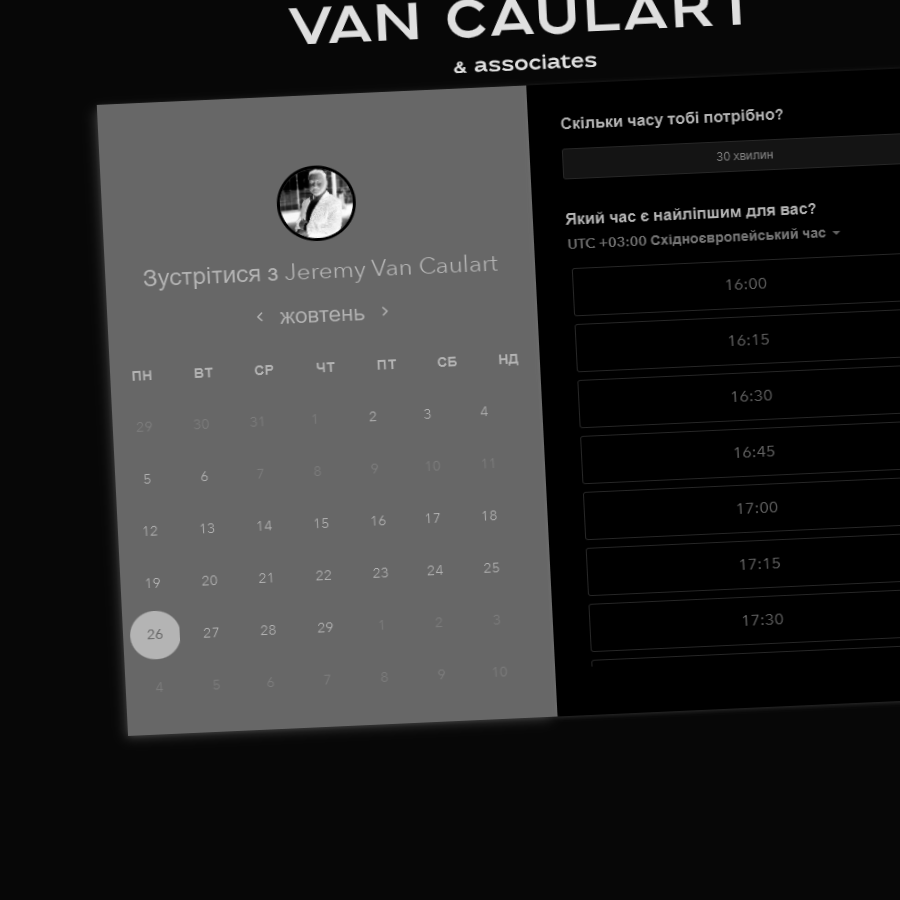 VAN CAULART
& associates
Зустрітися з Jeremy Van Caulart
жовтень
ПН ВТ СР ЧТ ПТ СБ НД
29 30 31 1 2 3 4
5 6 7 8 9 10 11
12 13 14 15 16 17 18
19 20 21 22 23 24 25
26 27 28 29 1 2 3
4 5 6 7 8 9 10
Скільки часу тобі потрібно?
30 хвилин
Який час є найліпшим для вас?
UTC +03:00 Східноєвропейський час
16:00
16:15
16:30
16:45
17:00
17:15
17:30